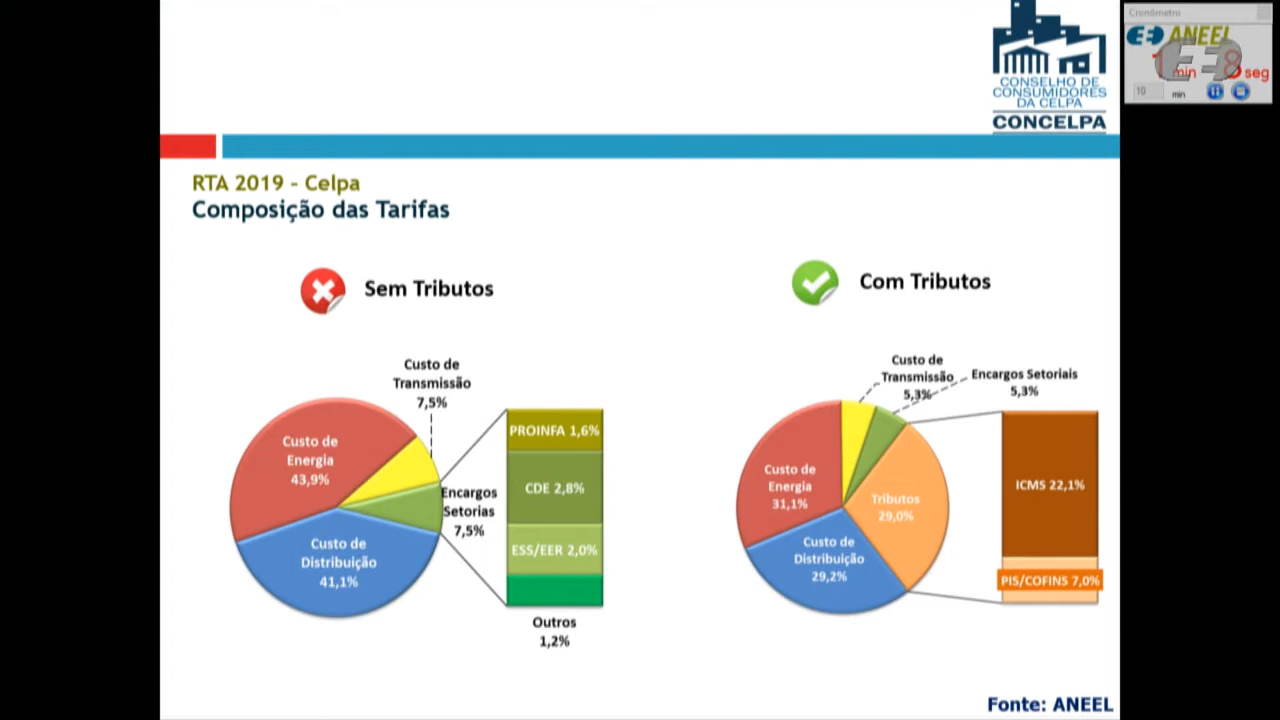 CONSELHO DE
CONSUMIDORES
DA CELPA
CONCELPA
Cronômetro
ANEEL
min
seg
10
min
RTA 2019 - Celpa
Composição das Tarifas
Sem Tributos
Custo de
Transmissão
7,5%
Custo de
Energia
43,9%
Encargos
Setorias
7,5%
Custo de
Distribuição
41,1%
PROINFA 1,6%
CDE 2,8%
ESS/EER 2,0%
Outros
1,2%
Com Tributos
Custo de
Transmissão
5,3%
Encargos Setoriais
5,3%
Custo de
Energia
31,1%
Tributos
29,0%
Custo de
Distribuição
29,2%
ICMS 22,1%
PIS/COFINS 7,0%
Fonte: ANEEL